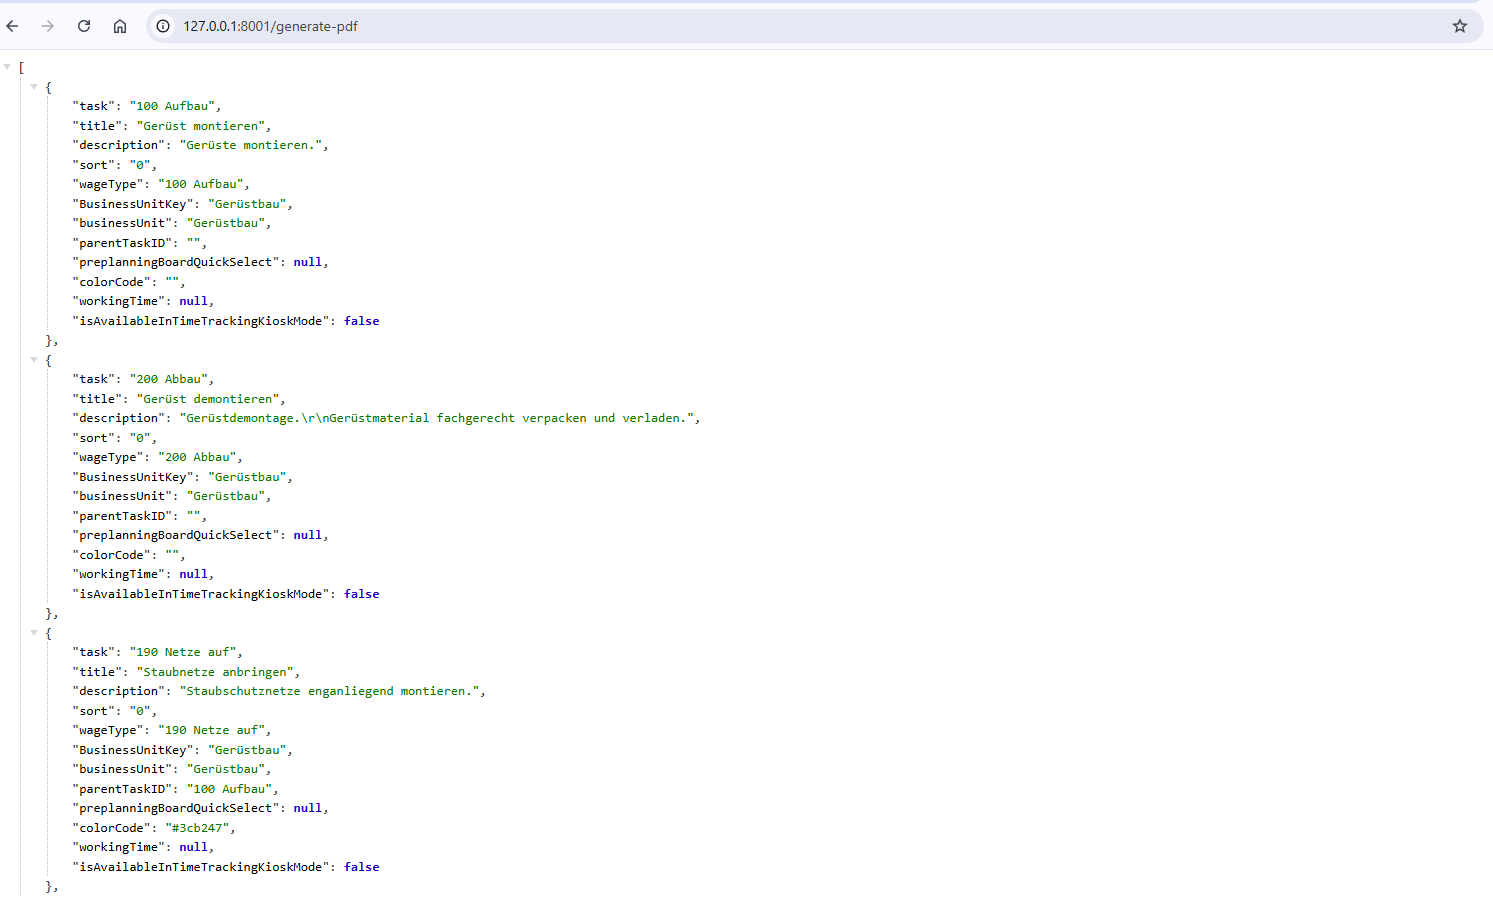 127.0.0.1:8001/generate-pdf
[
{
"task": "100 Aufbau",
"title": "Gerüst montieren",
"description": "Gerüste montieren.",
"sort": "0",
"wageType": "100 Aufbau",
"BusinessUnitKey": "Gerüstbau",
"businessUnit": "Gerüstbau",
"parentTaskID": "",
"preplanningBoardQuickSelect": null,
"colorCode": "",
"workingTime": null,
"isAvailableInTimeTrackingKioskMode": false
},
{
"task": "200 Abbau",
"title": "Gerüst demontieren",
"description": "Gerüstdemontage.\r\nGerüstmaterial fachgerecht verpacken und verladen.",
"sort": "0",
"wageType": "200 Abbau",
"BusinessUnitKey": "Gerüstbau",
"businessUnit": "Gerüstbau",
"parentTaskID": "",
"preplanningBoardQuickSelect": null,
"colorCode": "",
"workingTime": null,
"isAvailableInTimeTrackingKioskMode": false
},
{
"task": "190 Netze auf",
"title": "Staubnetze anbringen",
"description": "Staubschutznetze enganliegend montieren.",
"sort": "0",
"wageType": "190 Netze auf",
"BusinessUnitKey": "Gerüstbau",
"businessUnit": "Gerüstbau",
"parentTaskID": "100 Aufbau",
"preplanningBoardQuickSelect": null,
"colorCode": "#3cb247",
"workingTime": null,
"isAvailableInTimeTrackingKioskMode": false
},